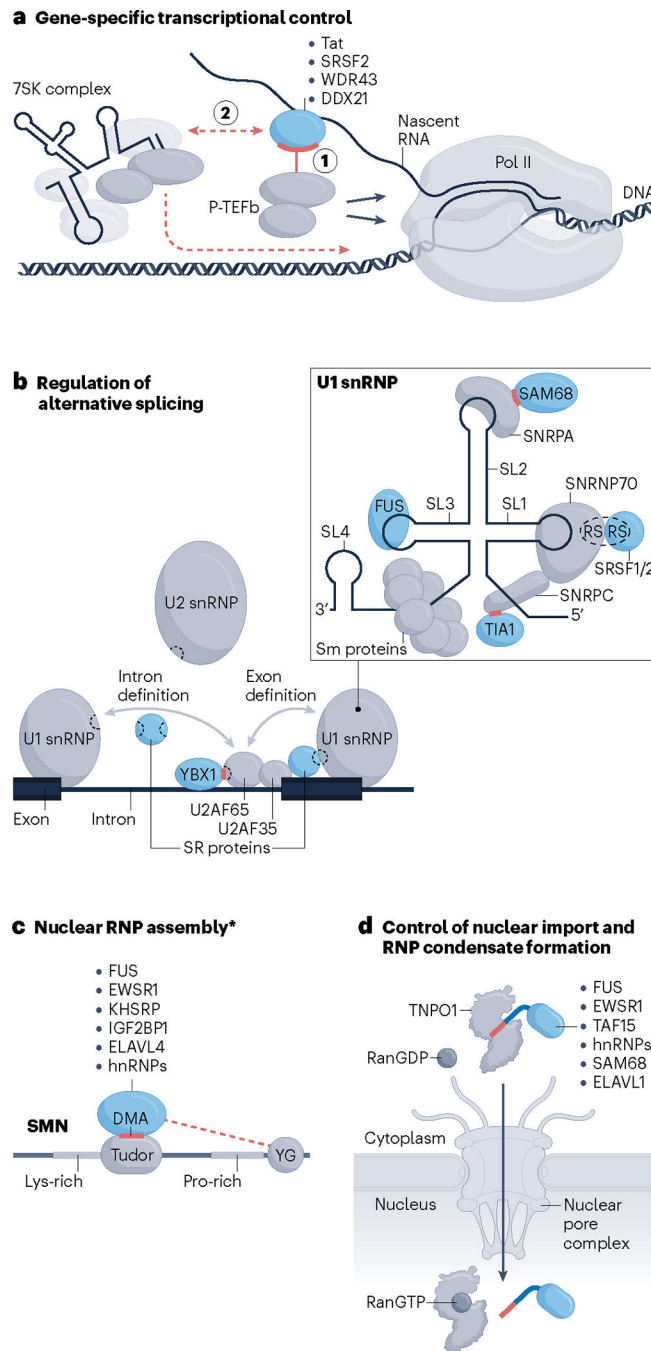 a Gene-specific transcriptional control
• Tat
• SRSF2
• WDR43
• DDX21
7SK complex
2
1
Nascent
RNA
Pol II
P-TEFb
DNA
b Regulation of
alternative splicing
U1 snRNP
SAM68
SNRPA
SL2
SNRNP70
FUS
SL3
SL1
RS
RS
SL4
SRSF1/2
SNRPC
3′
5′
TIA1
Sm proteins
U2 snRNP
Intron
definition
Exon
definition
U1 snRNP
U1 snRNP
YBX1
U2AF65
U2AF35
Exon
Intron
SR proteins
c Nuclear RNP assembly*
• FUS
• EWSR1
• KHSRP
• IGF2BP1
• ELAVL4
• hnRNPs
DMA
SMN
Tudor
YG
Lys-rich
Pro-rich
d Control of nuclear import and
RNP condensate formation
TNPO1
• FUS
• EWSR1
• TAF15
• hnRNPs
• SAM68
• ELAVL1
RanGDP
Cytoplasm
Nucleus
Nuclear
pore
complex
RanGTP